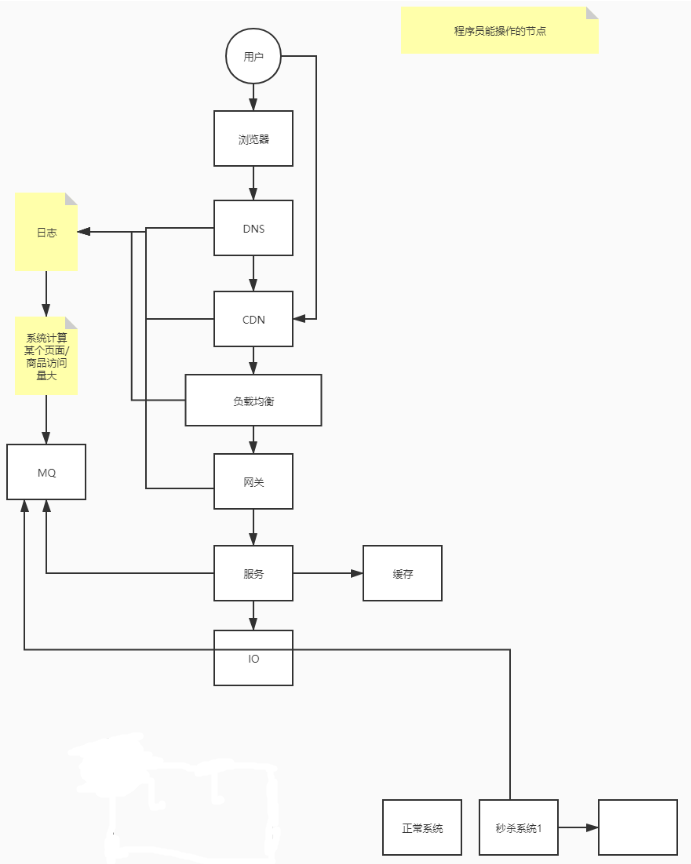 程序员能操作的节点
用户
浏览器
DNS
日志
CDN
系统计算
某个页面/
商品访问
量大
负载均衡
MQ
网关
服务
缓存
IO
正常系统
秒杀系统1